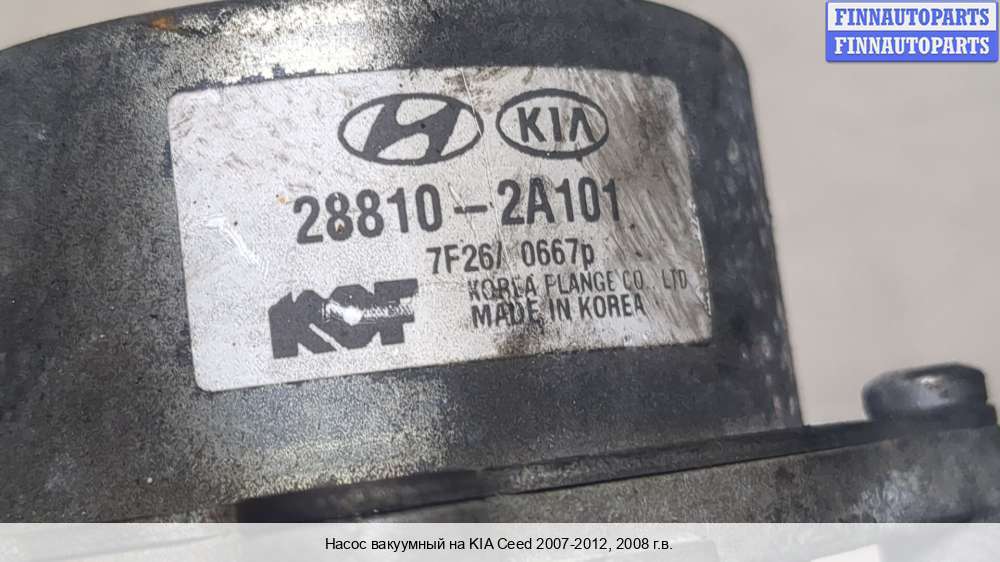 FINNAUTOPARTS
FINNAUTOPARTS
KIA
28810-2A101
7F26/ 0667p
KOF
KOREA FLANGE CO., LTD
MADE IN KOREA
Насос вакуумный на KIA Ceed 2007-2012, 2008 г.в.